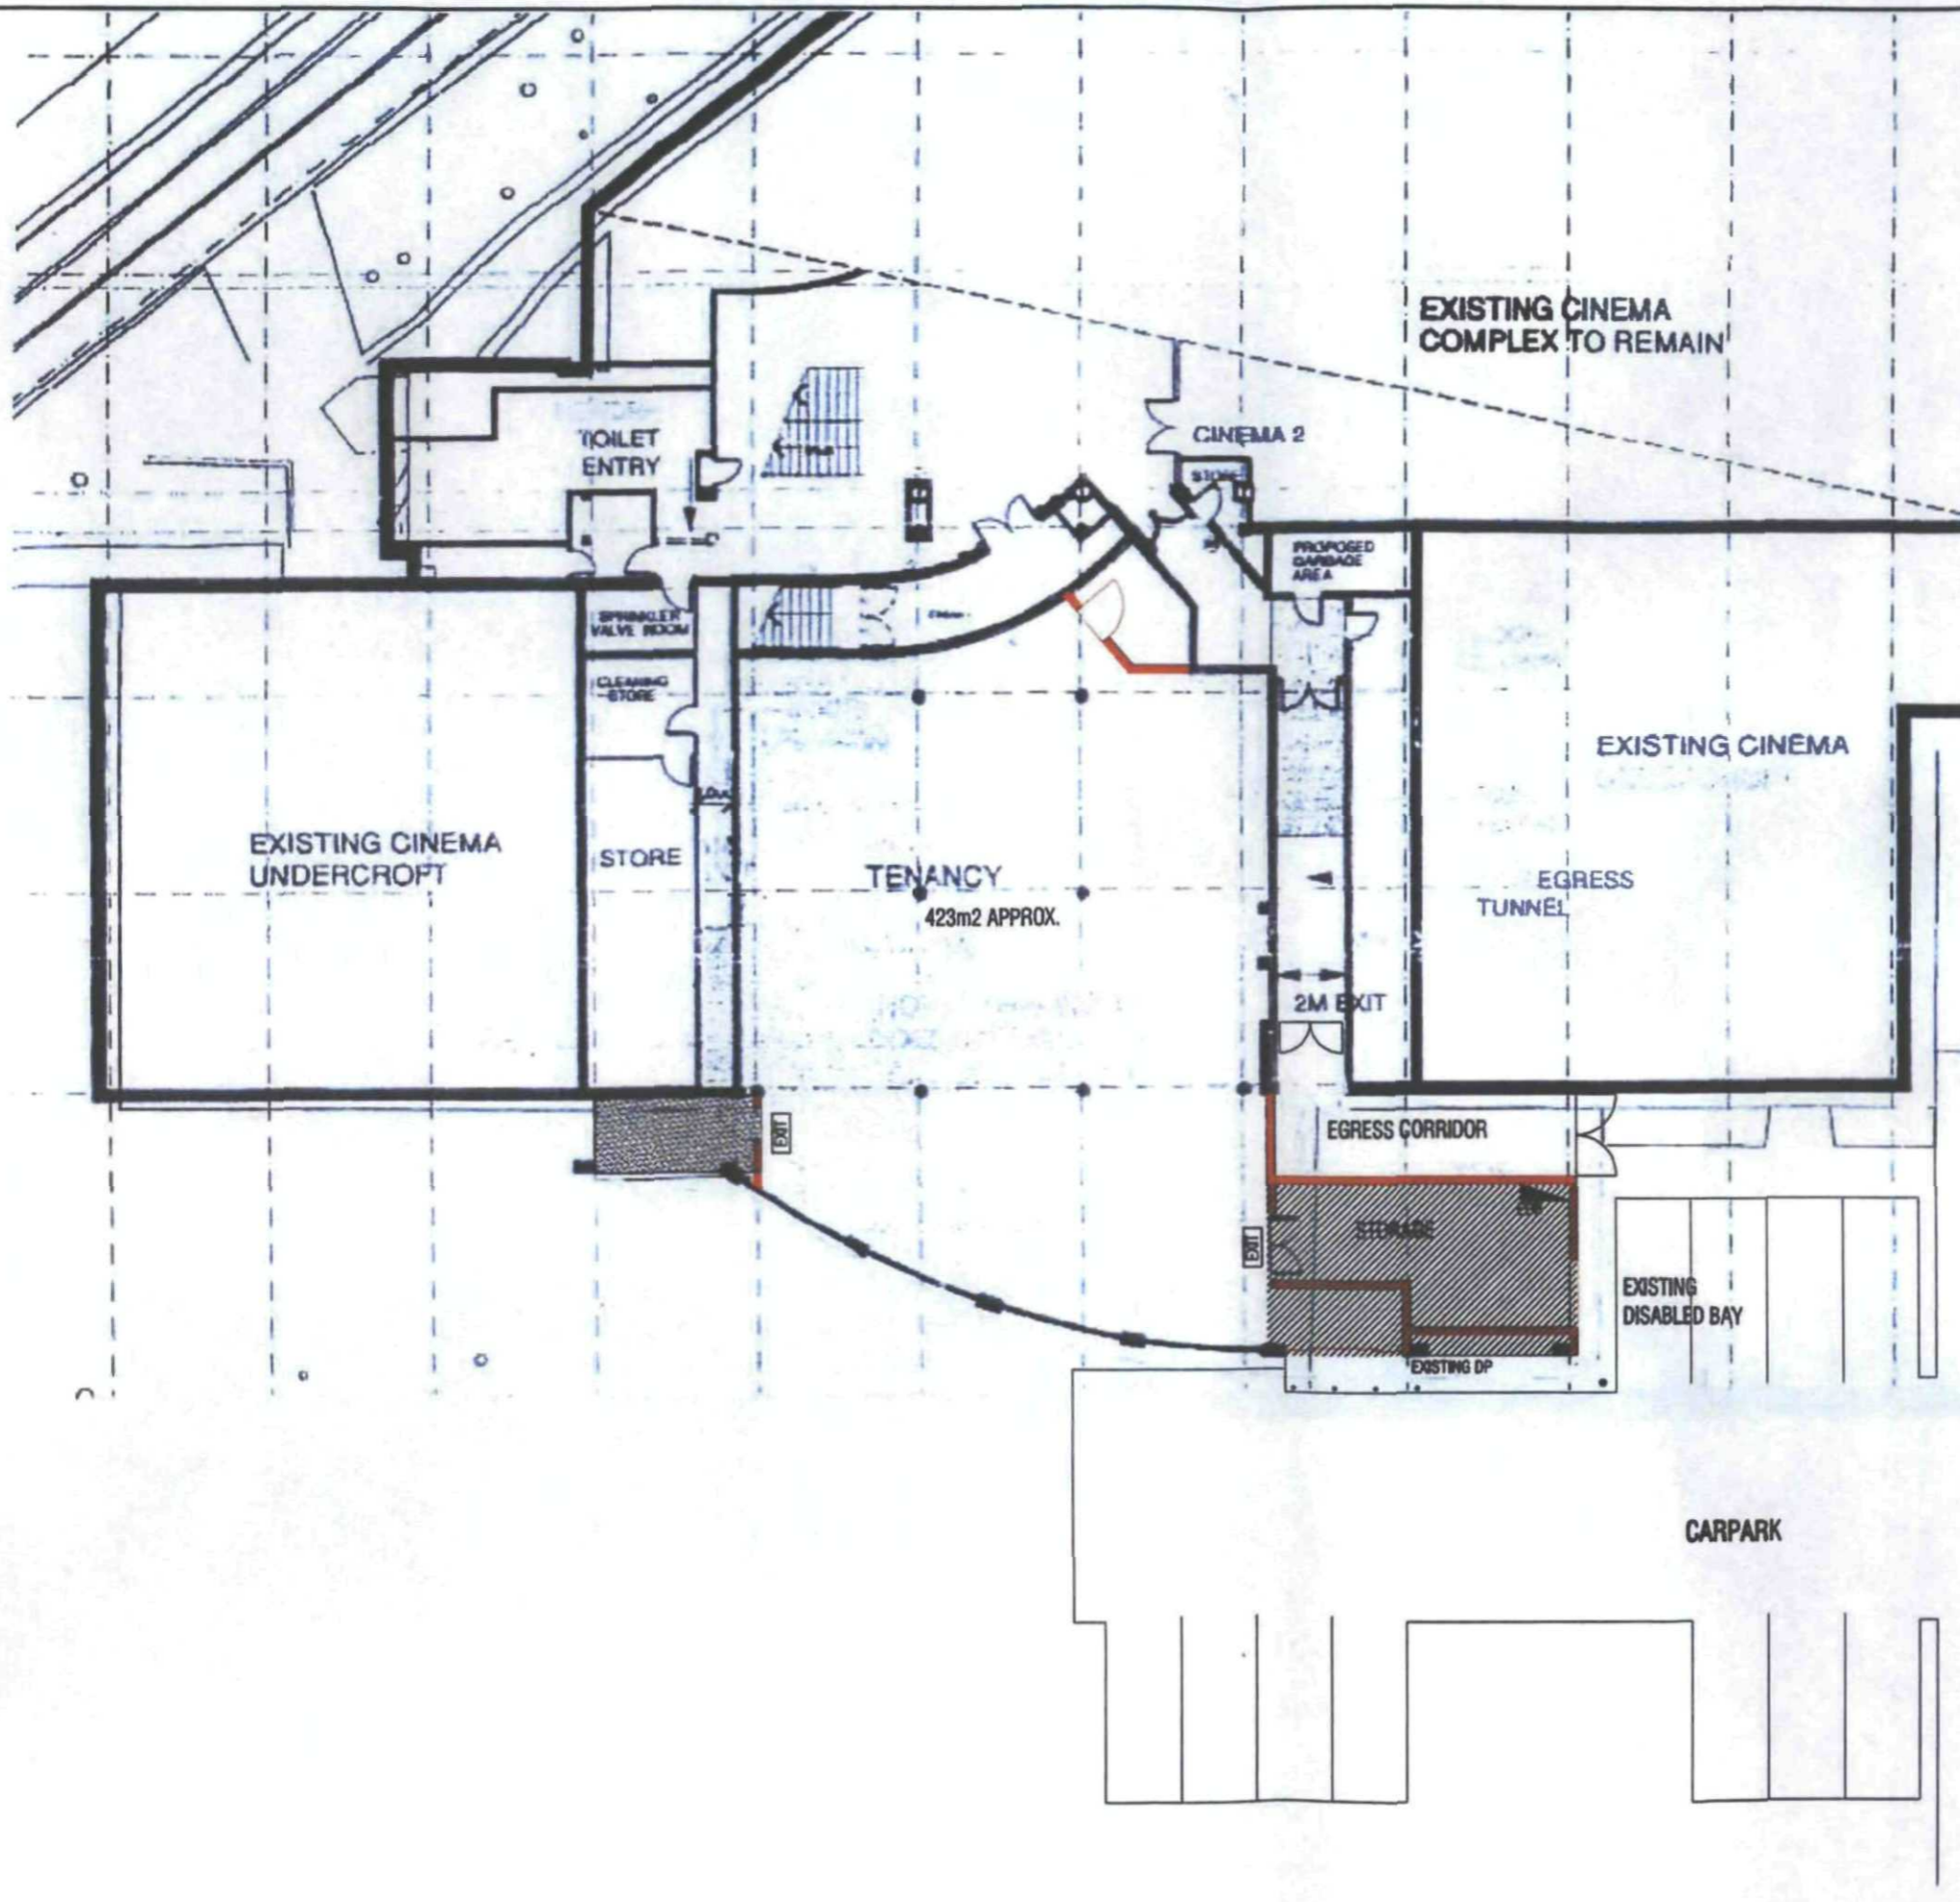 EXISTING CINEMA
COMPLEX TO REMAIN
TOILET
ENTRY
CINEMA 2
STORE
PROPOSED
GARBAGE
AREA
SPRINKLER
VALVE ROOM
CLEANING
STORE
EXISTING CINEMA
EXISTING CINEMA
UNDERCROFT
STORE
TENANCY
423m2 APPROX.
EGRESS
TUNNEL
2M EXIT
EXIT
EGRESS CORRIDOR
STORAGE
EXIT
EXISTING
DISABLED BAY
EXISTING DP
CARPARK